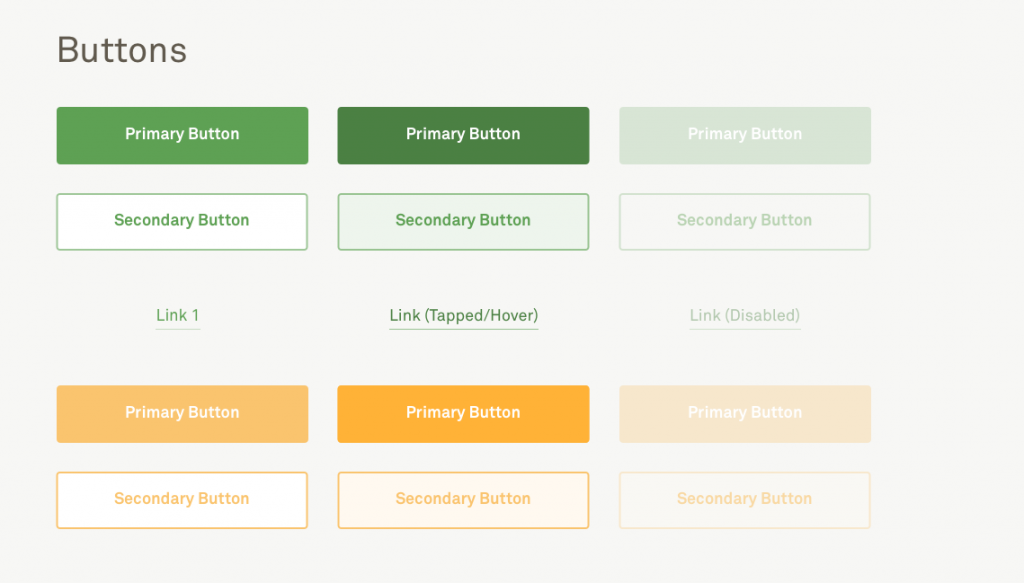 Buttons
Primary Button Primary Button Primary Button
Secondary Button Secondary Button Secondary Button
Link 1 Link (Tapped/Hover) Link (Disabled)
Primary Button Primary Button Primary Button
Secondary Button Secondary Button Secondary Button